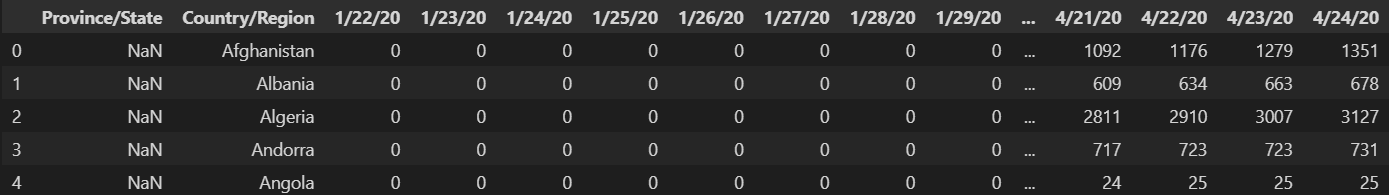 Province/State Country/Region 1/22/20 1/23/20 1/24/20 1/25/20 1/26/20 1/27/20 1/28/20 1/29/20 ... 4/21/20 4/22/20 4/23/20 4/24/20
0 NaN Afghanistan 0 0 0 0 0 0 0 0 ... 1092 1176 1279 1351
1 NaN Albania 0 0 0 0 0 0 0 0 ... 609 634 663 678
2 NaN Algeria 0 0 0 0 0 0 0 0 ... 2811 2910 3007 3127
3 NaN Andorra 0 0 0 0 0 0 0 0 ... 717 723 723 731
4 NaN Angola 0 0 0 0 0 0 0 0 ... 24 25 25 25